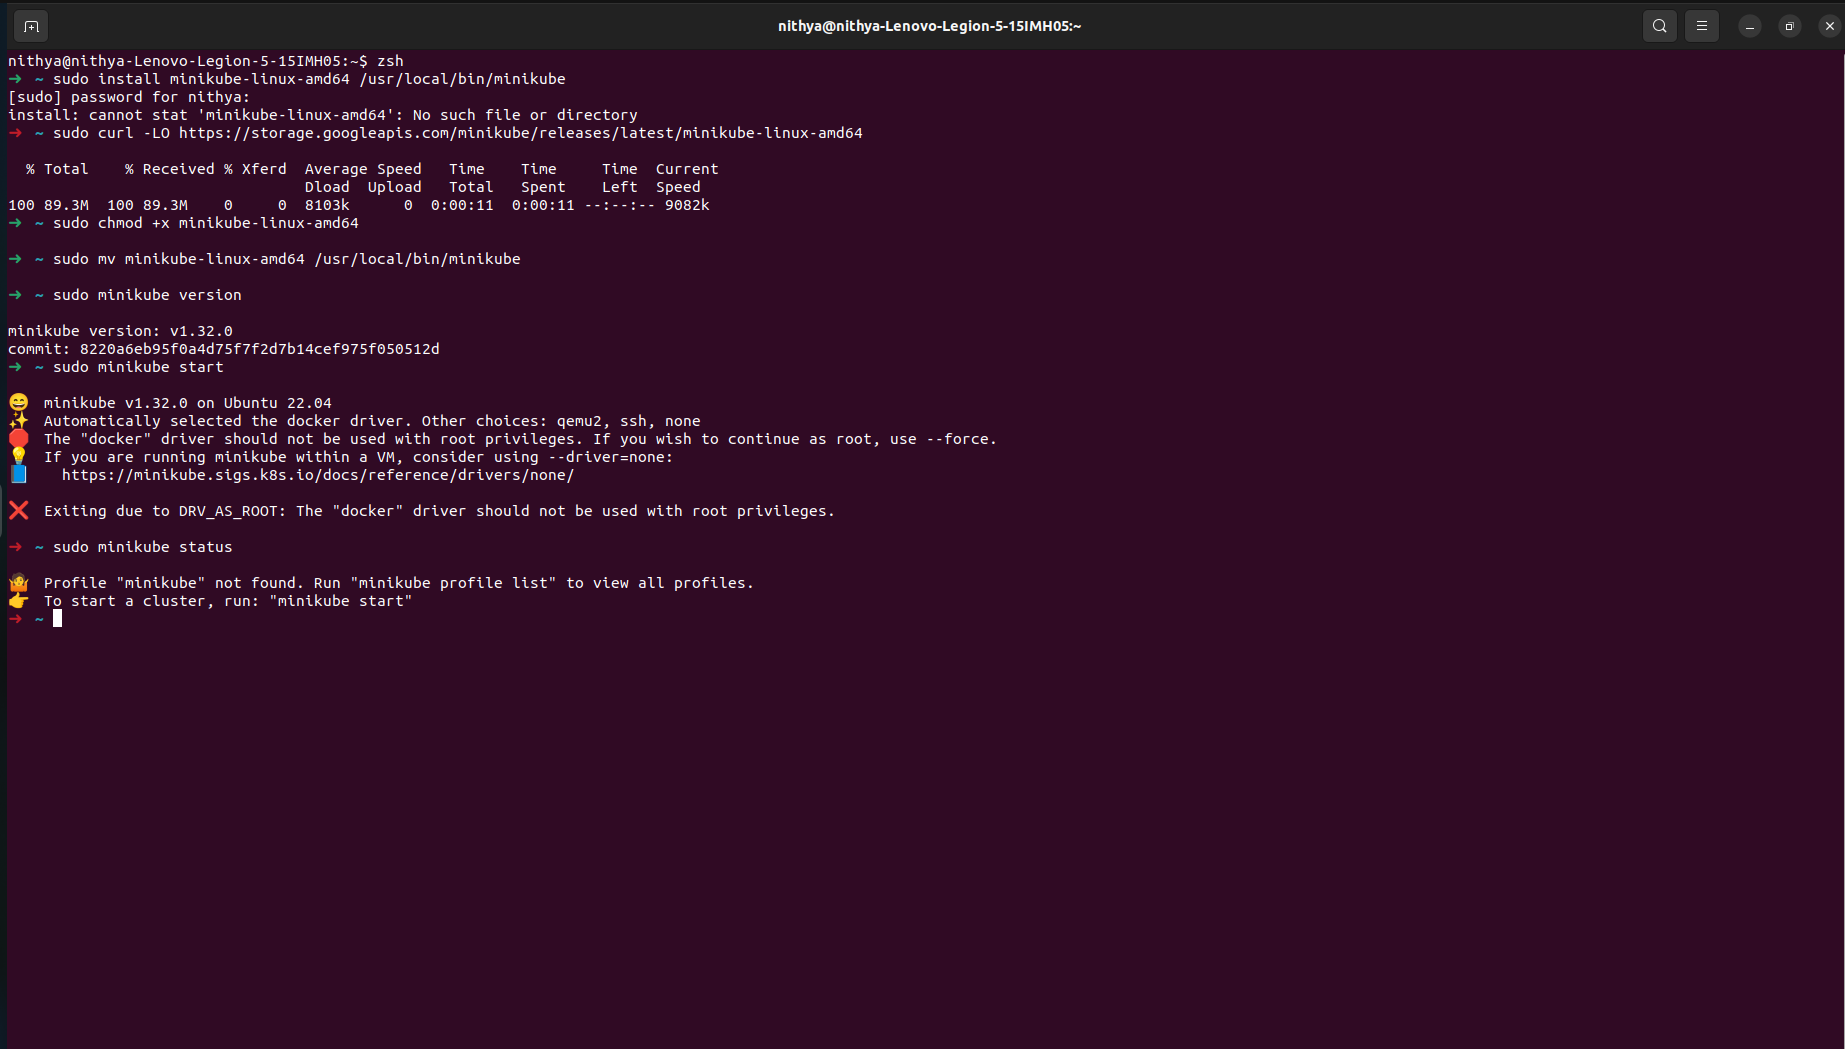 nithya@nithya-Lenovo-Legion-5-15IMH05:~
nithya@nithya-Lenovo-Legion-5-15IMH05:~$ zsh
➜ ~ sudo install minikube-linux-amd64 /usr/local/bin/minikube
[sudo] password for nithya:
install: cannot stat 'minikube-linux-amd64': No such file or directory
➜ ~ sudo curl -LO https://storage.googleapis.com/minikube/releases/latest/minikube-linux-amd64
% Total % Received % Xferd Average Speed Time Time Time Current
Dload Upload Total Spent Left Speed
100 89.3M 100 89.3M 0 0 8103k 0 0:00:11 0:00:11 --:--:-- 9082k
➜ ~ sudo chmod +x minikube-linux-amd64
➜ ~ sudo mv minikube-linux-amd64 /usr/local/bin/minikube
➜ ~ sudo minikube version
minikube version: v1.32.0
commit: 8220a6eb95f0a4d75f7f2d7b14cef975f050512d
➜ ~ sudo minikube start
😄 minikube v1.32.0 on Ubuntu 22.04
✨ Automatically selected the docker driver. Other choices: qemu2, ssh, none
🛑 The "docker" driver should not be used with root privileges. If you wish to continue as root, use --force.
💡 If you are running minikube within a VM, consider using --driver=none:
📘 https://minikube.sigs.k8s.io/docs/reference/drivers/none/
❌ Exiting due to DRV_AS_ROOT: The "docker" driver should not be used with root privileges.
➜ ~ sudo minikube status
🤷 Profile "minikube" not found. Run "minikube profile list" to view all profiles.
👉 To start a cluster, run: "minikube start"
➜ ~